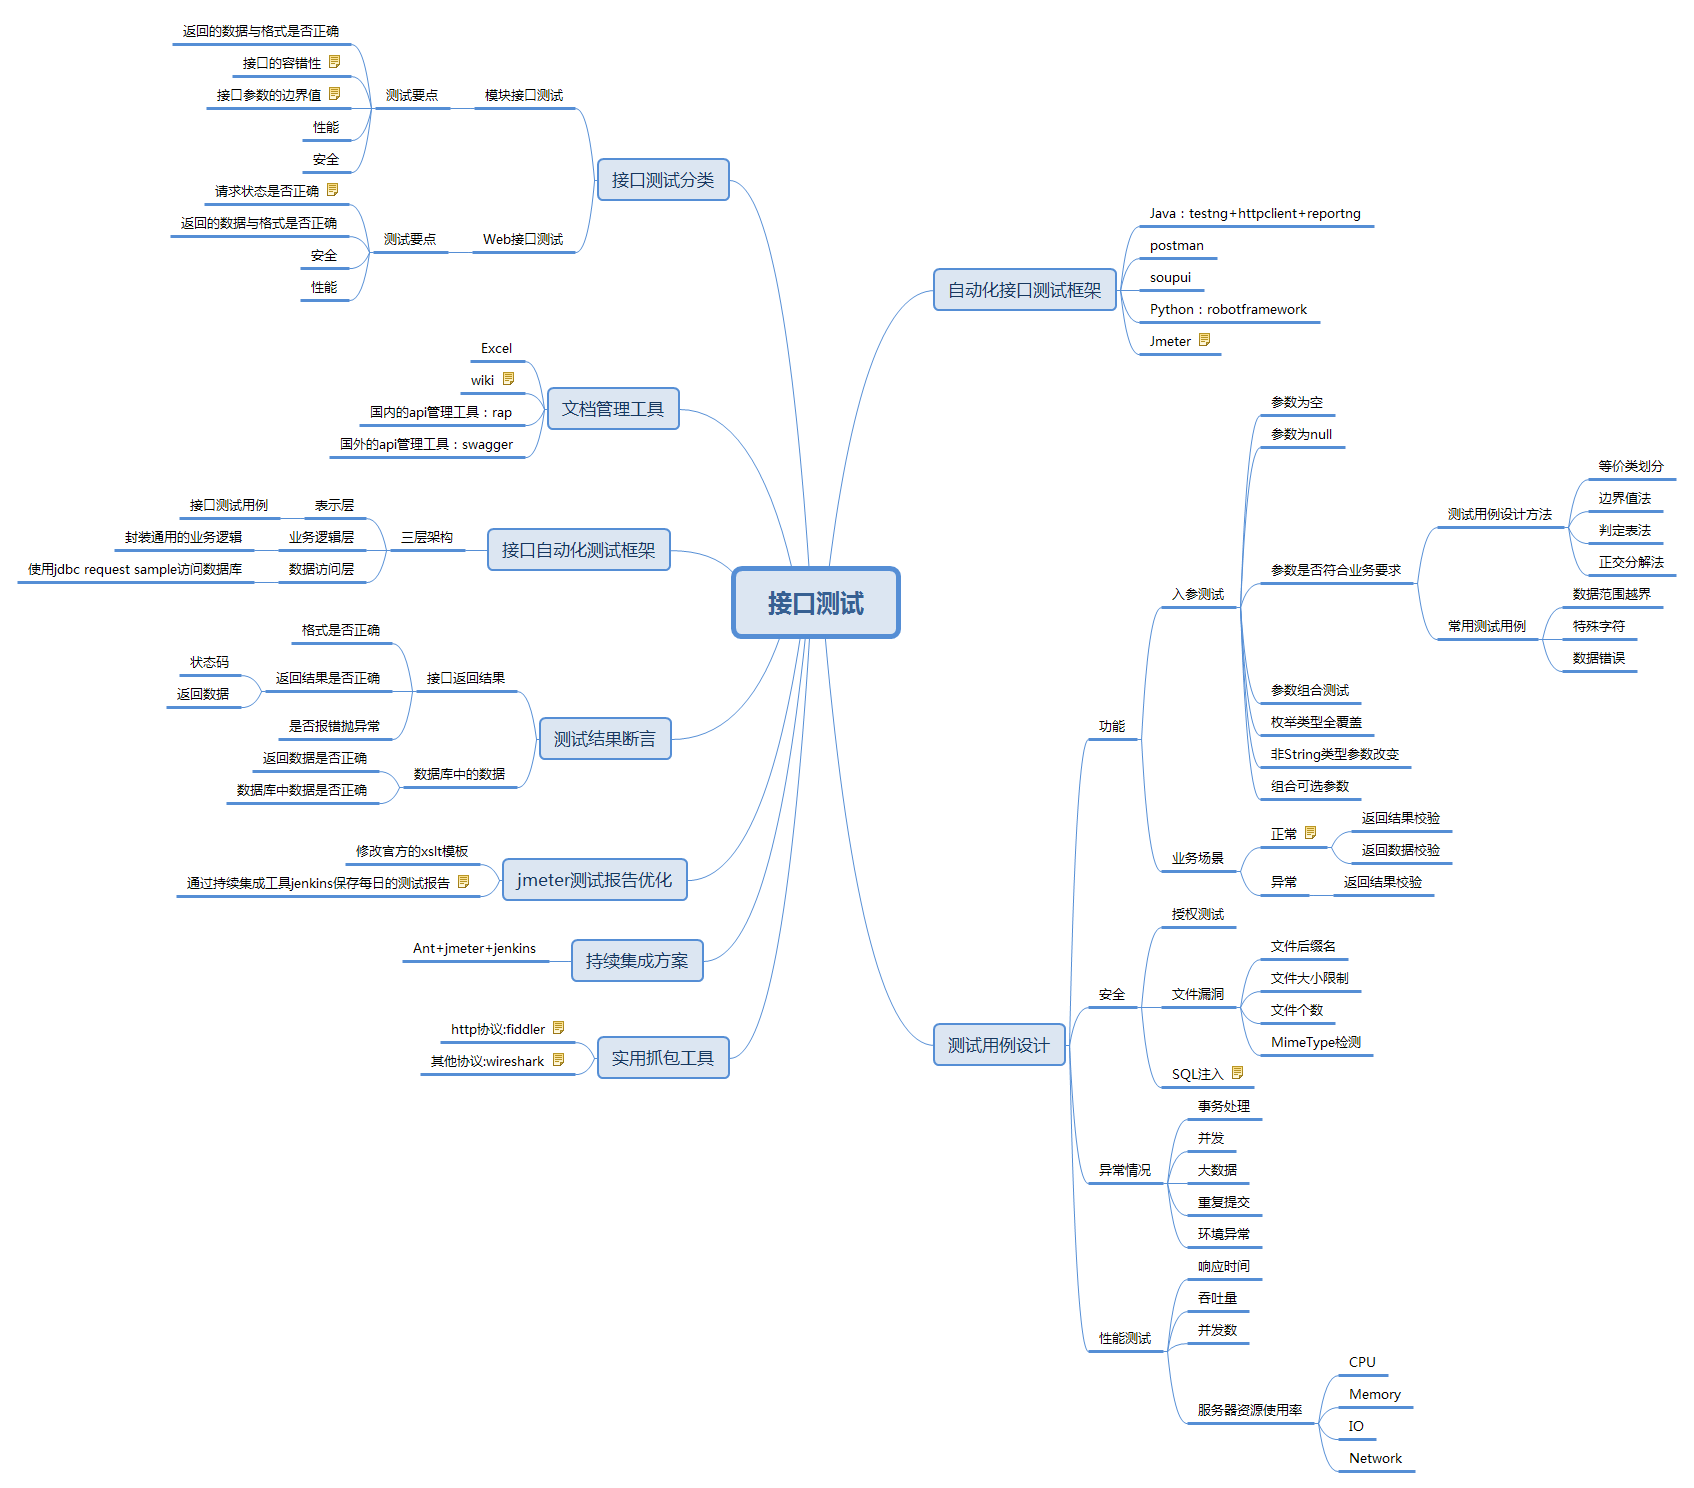 接口测试
接口测试分类
模块接口测试
测试要点
返回的数据与格式是否正确
接口的容错性
接口参数的边界值
性能
安全
Web接口测试
测试要点
请求状态是否正确
返回的数据与格式是否正确
安全
性能
文档管理工具
Excel
wiki
国内的api管理工具：rap
国外的api管理工具：swagger
接口自动化测试框架
三层架构
表示层
接口测试用例
业务逻辑层
封装通用的业务逻辑
数据访问层
使用jdbc request sample访问数据库
测试结果断言
接口返回结果
格式是否正确
返回结果是否正确
状态码
返回数据
是否报错抛异常
数据库中的数据
返回数据是否正确
数据库中数据是否正确
jmeter测试报告优化
修改官方的xslt模板
通过持续集成工具jenkins保存每日的测试报告
持续集成方案
Ant+jmeter+jenkins
实用抓包工具
http协议:fiddler
其他协议:wireshark
自动化接口测试框架
Java：testng+httpclient+reportng
postman
soupui
Python：robotframework
Jmeter
测试用例设计
功能
入参测试
参数为空
参数为null
参数是否符合业务要求
测试用例设计方法
等价类划分
边界值法
判定表法
正交分解法
常用测试用例
数据范围越界
特殊字符
数据错误
参数组合测试
枚举类型全覆盖
非String类型参数改变
组合可选参数
业务场景
正常
返回结果校验
返回数据校验
异常
返回结果校验
安全
授权测试
文件漏洞
文件后缀名
文件大小限制
文件个数
MimeType检测
SQL注入
异常情况
事务处理
并发
大数据
重复提交
环境异常
性能测试
响应时间
吞吐量
并发数
服务器资源使用率
CPU
Memory
IO
Network